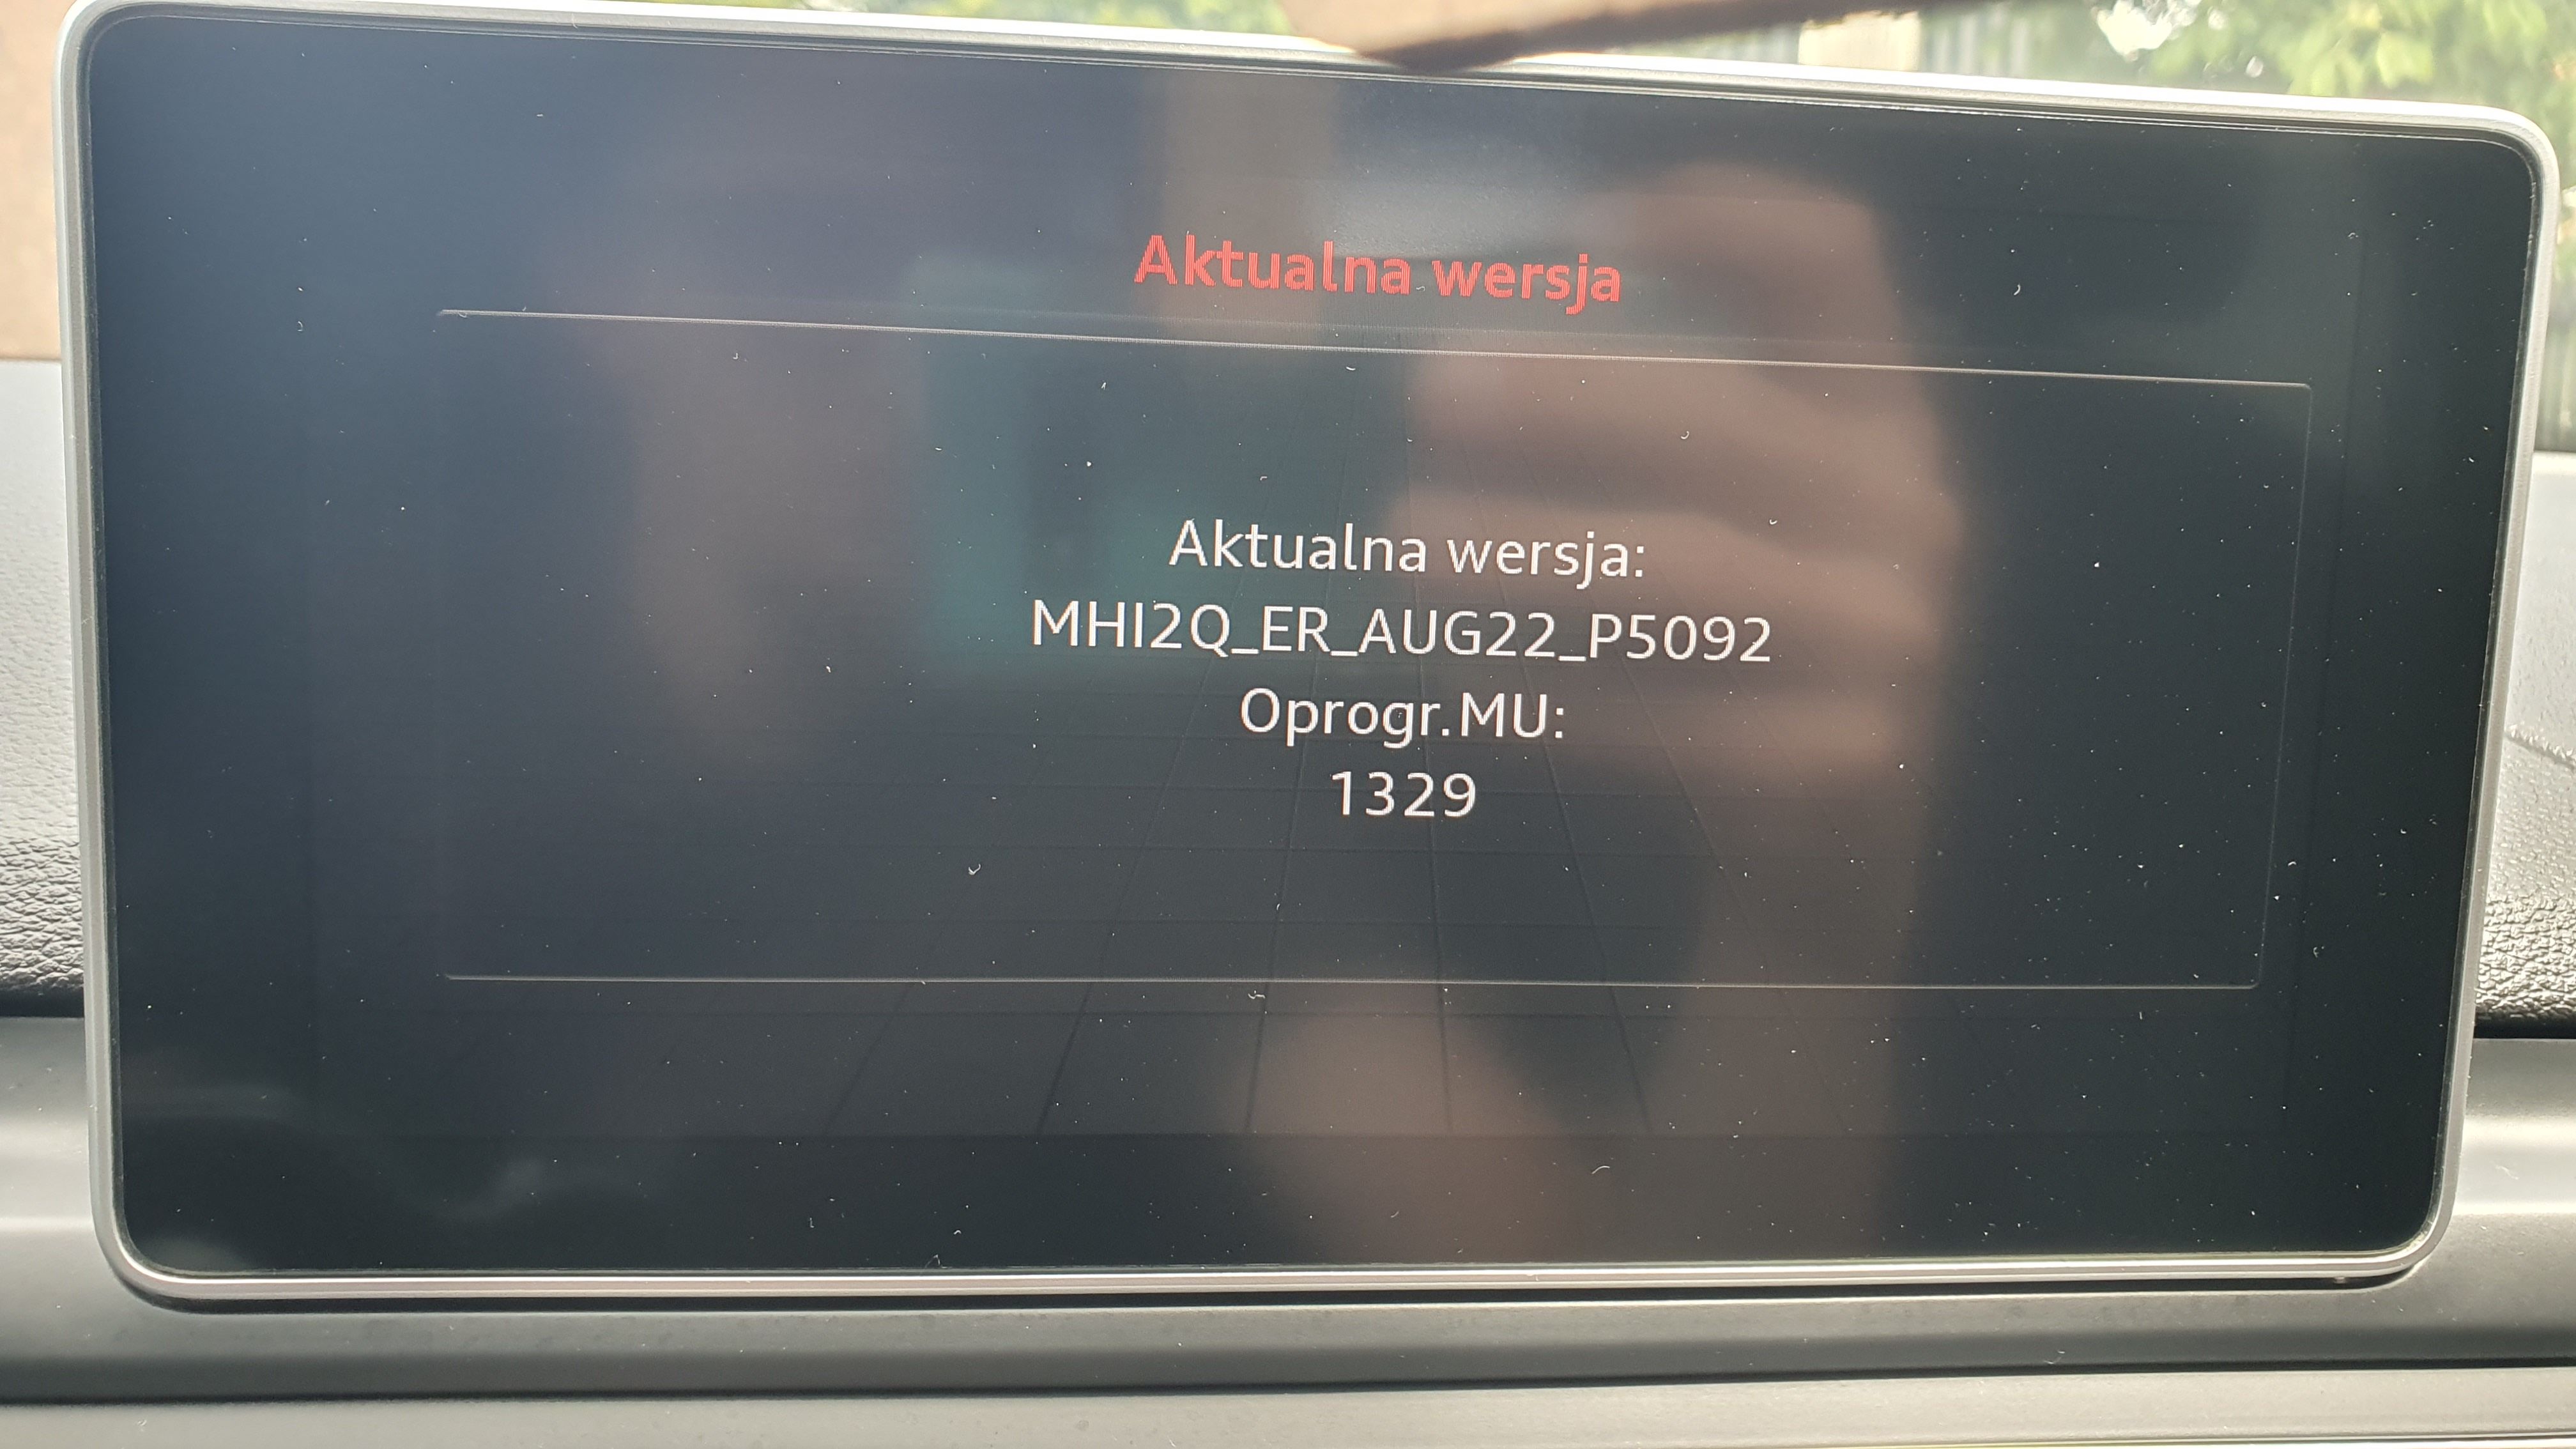 Aktualna wersja
Aktualna wersja:
MHI2Q_ER_AUG22_P5092
Oprogr.MU:
1329